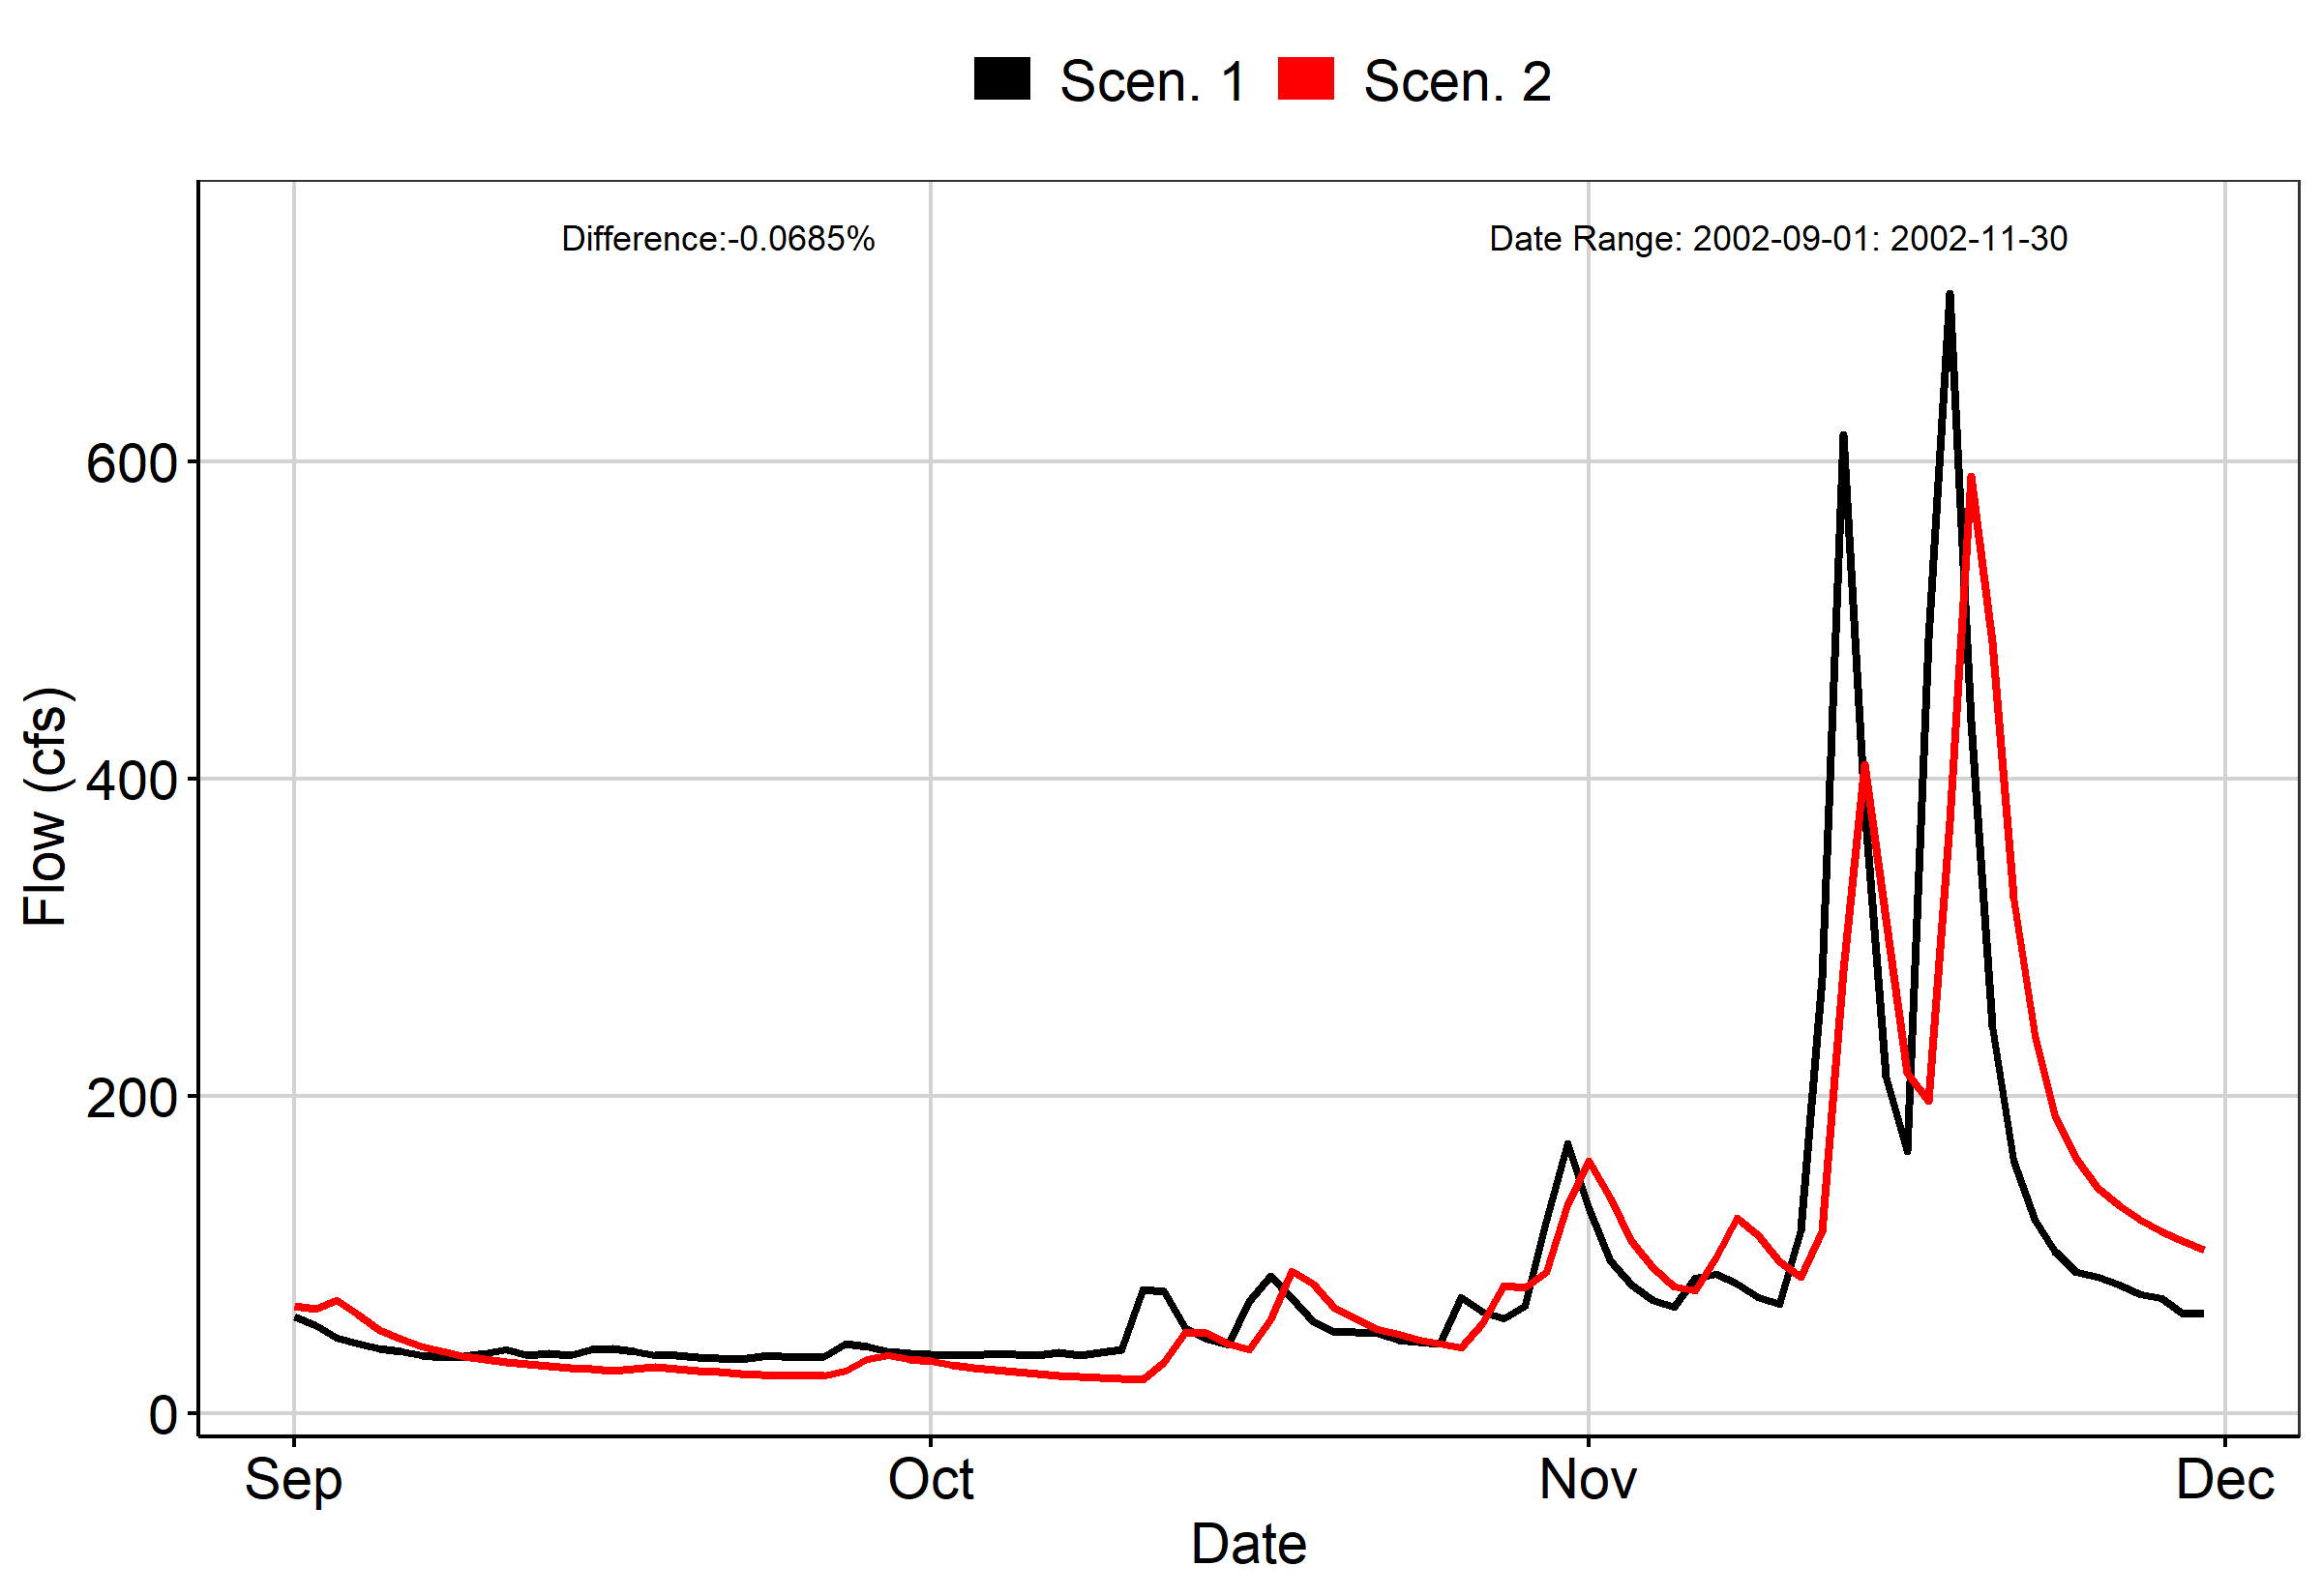 Scen. 1 Scen. 2
Difference:-0.0685% Date Range: 2002-09-01: 2002-11-30
Flow (cfs)
600
400
200
0
Sep Oct Nov Dec
Date